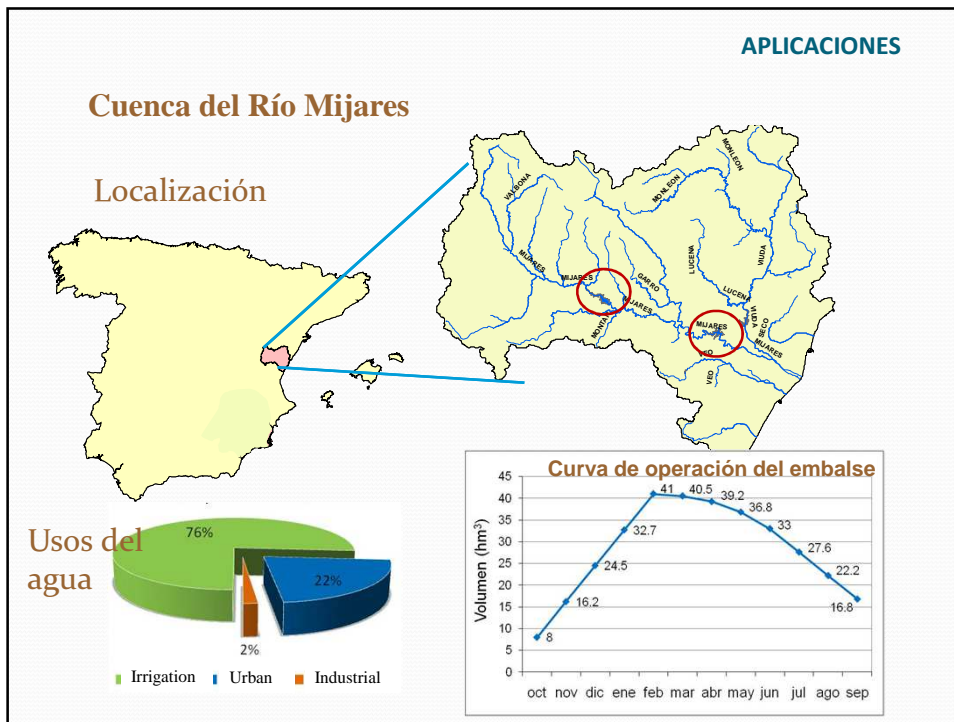 APLICACIONES
Cuenca del Río Mijares
Localización
VALBONA
MONLEON
MONLEON
MIJARES
MIJARES
GARRO
LUCENA
VIUDA
LUCENA
VIUDA
SECO
MIJARES
MIJARES
VEO
Usos del
agua
76%
22%
2%
Irrigation Urban Industrial
Curva de operación del embalse
Volumen (hm³)
45
40
35
30
25
20
15
10
5
0
8
16.2
24.5
32.7
41
40.5
39.2
36.8
33
27.6
22.2
16.8
oct nov dic ene feb mar abr may jun jul ago sep